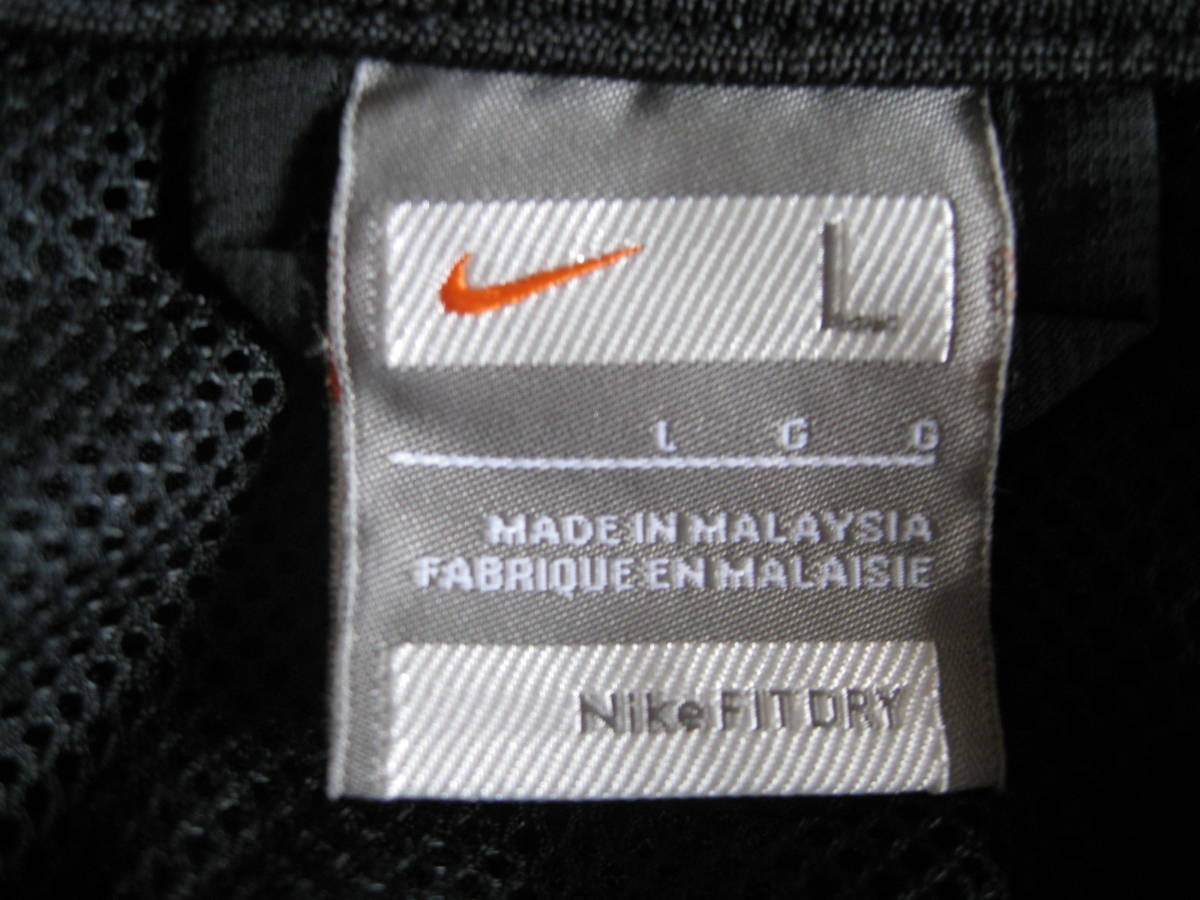 L
L G G
MADE IN MALAYSIA
FABRIQUE EN MALAISIE
Nike FIT DRY